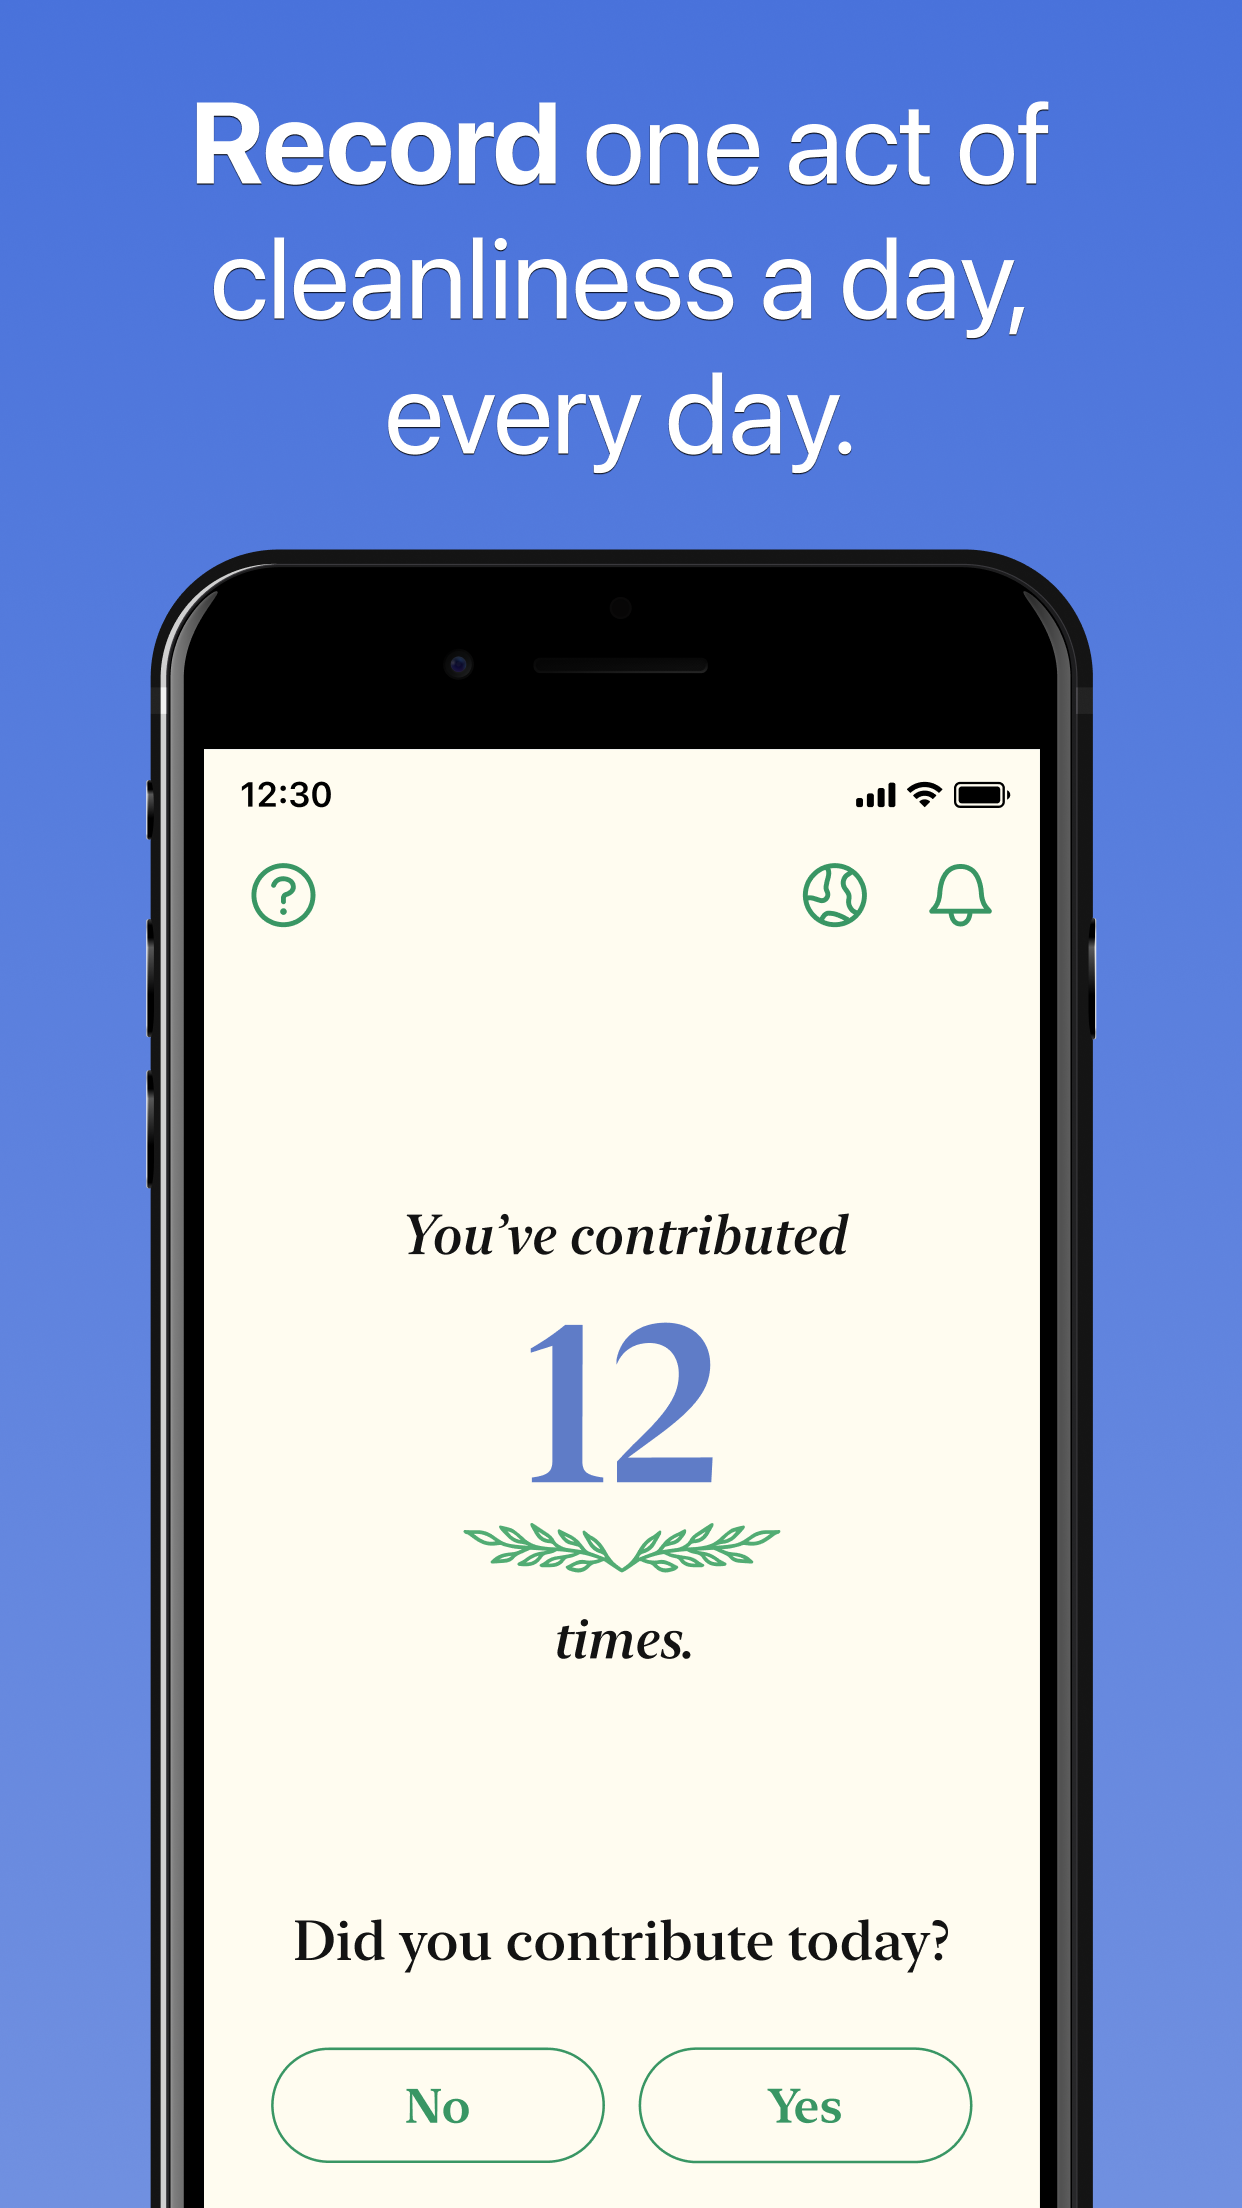 Record one act of
cleanliness a day,
every day.
12:30
?
You’ve contributed
12
times.
Did you contribute today?
No
Yes